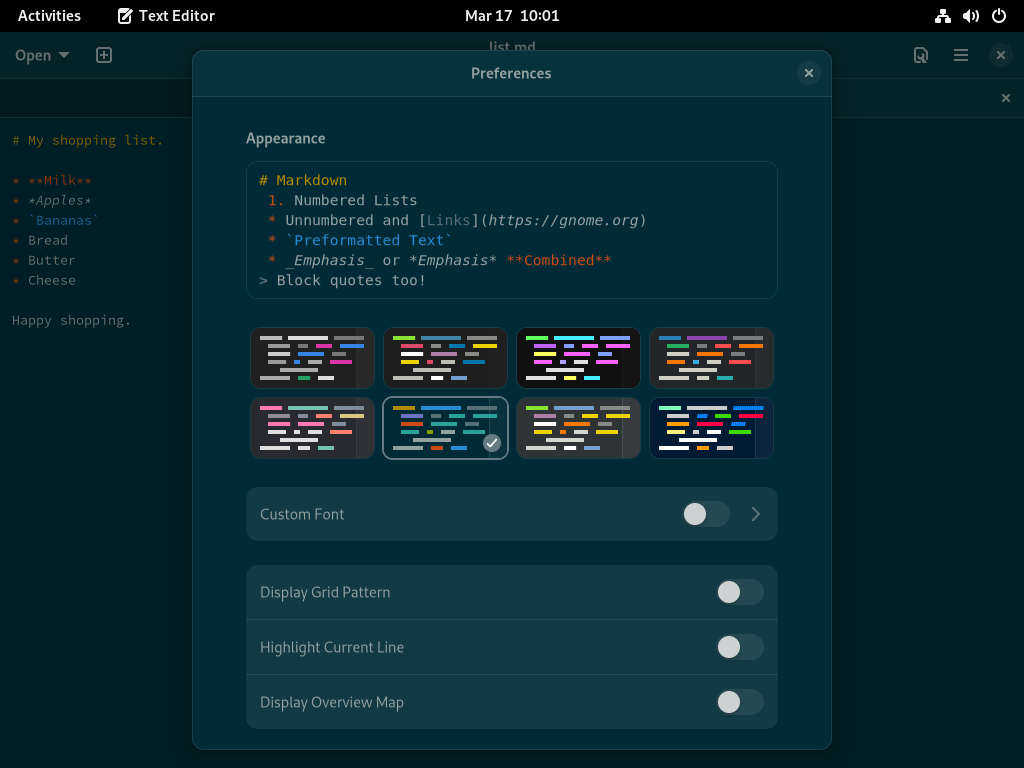 Activities
Text Editor
Mar 17 10:01
Open
list.md
Preferences
# My shopping list.
* **Milk**
* *Apples*
* `Bananas`
* Bread
* Butter
* Cheese
Happy shopping.
Appearance
# Markdown
1. Numbered Lists
* Unnumbered and [Links](https://gnome.org)
* `Preformatted Text`
* _Emphasis_ or *Emphasis* **Combined**
> Block quotes too!
Custom Font
Display Grid Pattern
Highlight Current Line
Display Overview Map